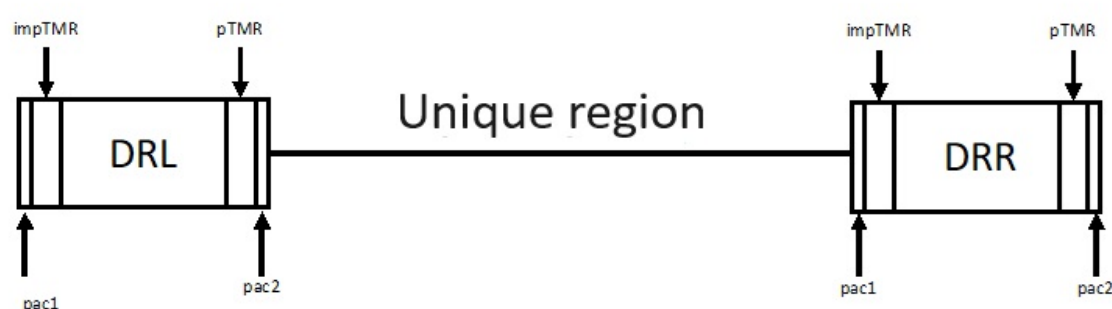 impTMR
pTMR
impTMR
pTMR
Unique region
DRL
DRR
pac1
pac2
pac1
pac2